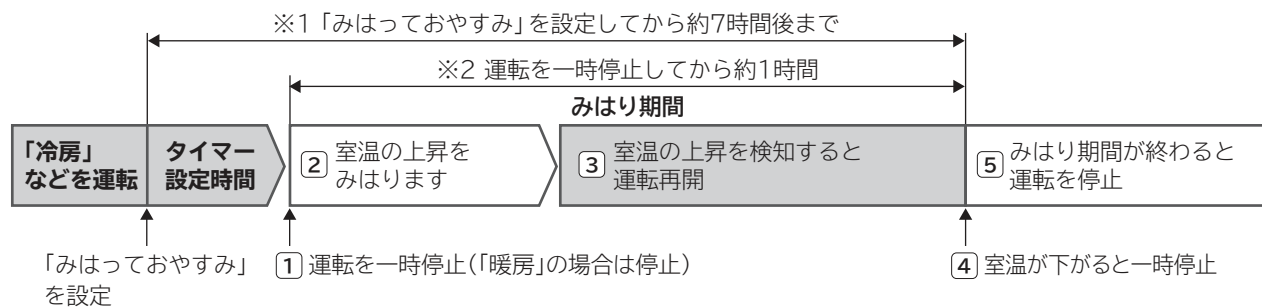 ※1「みはっておやすみ」を設定してから約7時間後まで
※2 運転を一時停止してから約1時間
みはり期間
「冷房」
などを運転
タイマー
設定時間
2 室温の上昇を
みはります
3 室温の上昇を検知すると
運転再開
5 みはり期間が終わると
運転を停止
「みはっておやすみ」
を設定
1 運転を一時停止(「暖房」の場合は停止)
4 室温が下がると一時停止